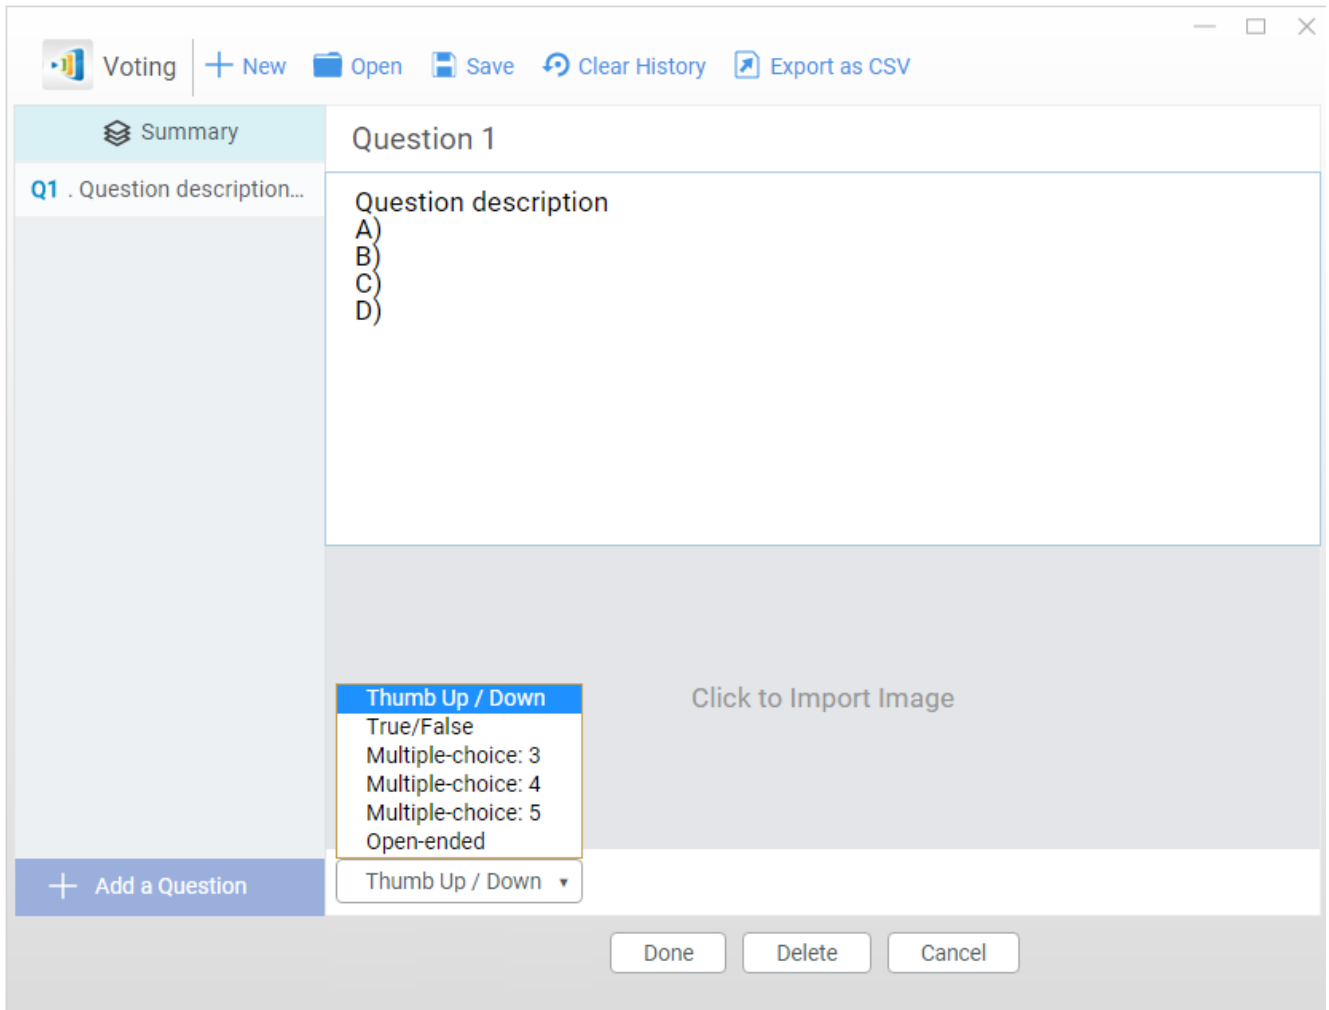 Voting
New
Open
Save
Clear History
Export as CSV
Summary
Q1 . Question description...
Question 1
Question description
A)
B)
C)
D)
Click to Import Image
Thumb Up / Down
True/False
Multiple-choice: 3
Multiple-choice: 4
Multiple-choice: 5
Open-ended
Thumb Up / Down
Add a Question
Done
Delete
Cancel